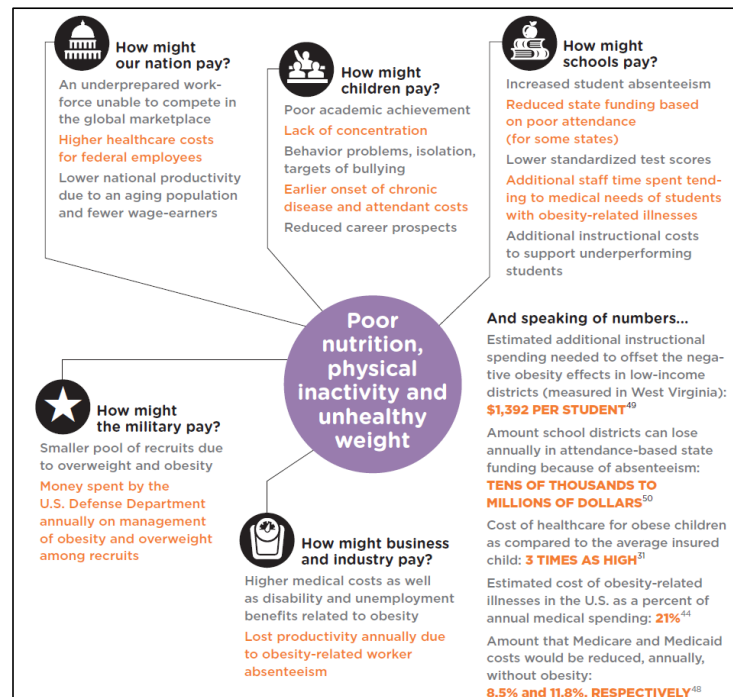 How might
our nation pay?
An underprepared work-
force unable to compete in
the global marketplace
Higher healthcare costs
for federal employees
Lower national productivity
due to an aging population
and fewer wage-earners
How might
children pay?
Poor academic achievement
Lack of concentration
Behavior problems, isolation,
targets of bullying
Earlier onset of chronic
disease and attendant costs
Reduced career prospects
How might
schools pay?
Increased student absenteeism
Reduced state funding based
on poor attendance
(for some states)
Lower standardized test scores
Additional staff time spent tend-
ing to medical needs of students
with obesity-related illnesses
Additional instructional costs
to support underperforming
students
Poor
nutrition,
physical
inactivity and
unhealthy
weight
How might
the military pay?
Smaller pool of recruits due
to overweight and obesity
Money spent by the
U.S. Defense Department
annually on management
of obesity and overweight
among recruits
How might business
and industry pay?
Higher medical costs as well
as disability and unemployment
benefits related to obesity
Lost productivity annually due
to obesity-related worker
absenteeism
And speaking of numbers...
Estimated additional instructional
spending needed to offset the nega-
tive obesity effects in low-income
districts (measured in West Virginia):
$1,392 PER STUDENT49
Amount school districts can lose
annually in attendance-based state
funding because of absenteeism:
TENS OF THOUSANDS TO
MILLIONS OF DOLLARS50
Cost of healthcare for obese children
as compared to the average insured
child: 3 TIMES AS HIGH31
Estimated cost of obesity-related
illnesses in the U.S. as a percent of
annual medical spending: 21%44
Amount that Medicare and Medicaid
costs would be reduced, annually,
without obesity:
8.5% and 11.8%, RESPECTIVELY48